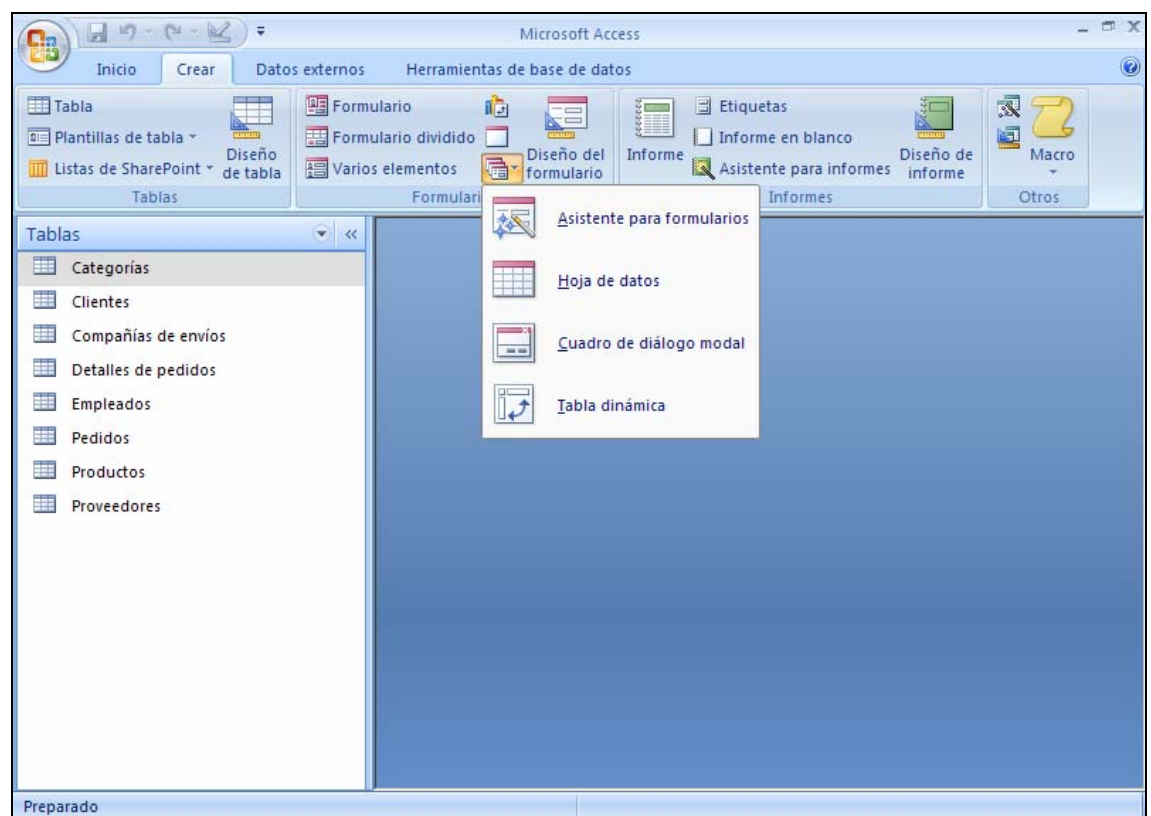 Microsoft Access
Inicio Crear Datos externos Herramientas de base de datos
Tabla
Plantillas de tabla
Listas de SharePoint
Diseño
de tabla
Tablas
Formulario
Formulario dividido
Varios elementos
Diseño del
formulario
Formulari
Informe
Etiquetas
Informe en blanco
Asistente para informes
Diseño de
informe
Informes
Macro
Otros
Asistente para formularios
Hoja de datos
Cuadro de diálogo modal
Tabla dinámica
Tablas
Categorías
Clientes
Compañías de envíos
Detalles de pedidos
Empleados
Pedidos
Productos
Proveedores
Preparado